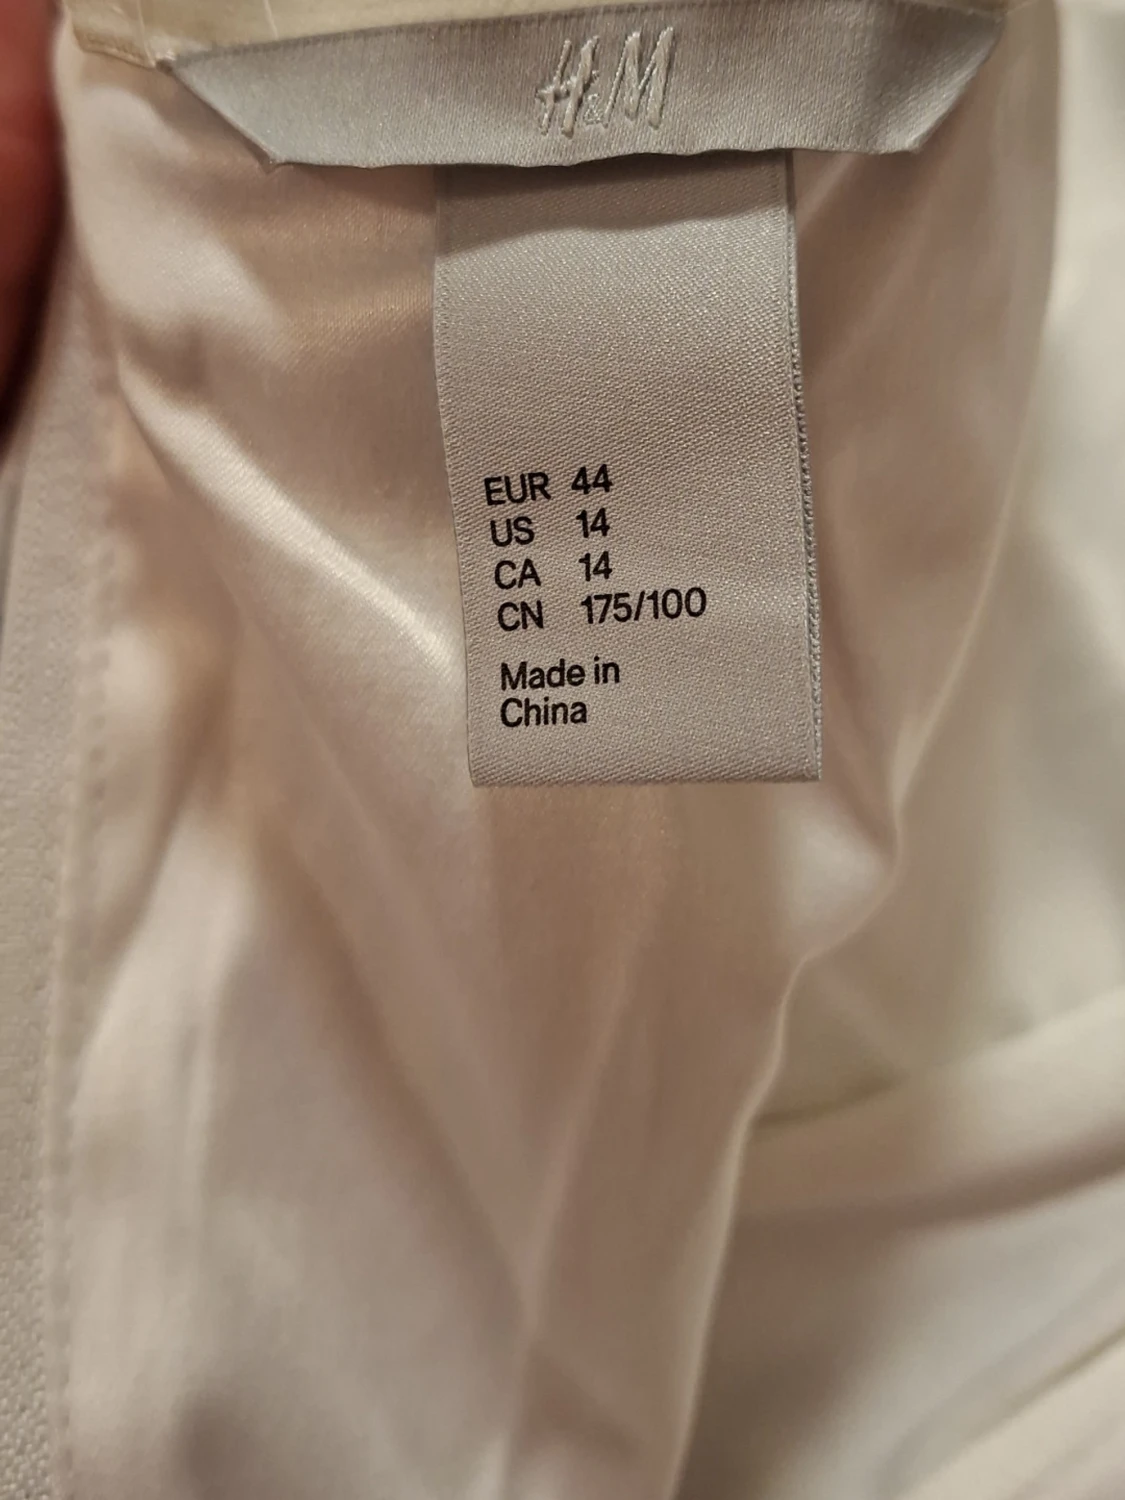 H&M
EUR 44
US 14
CA 14
CN 175/100
Made in
China